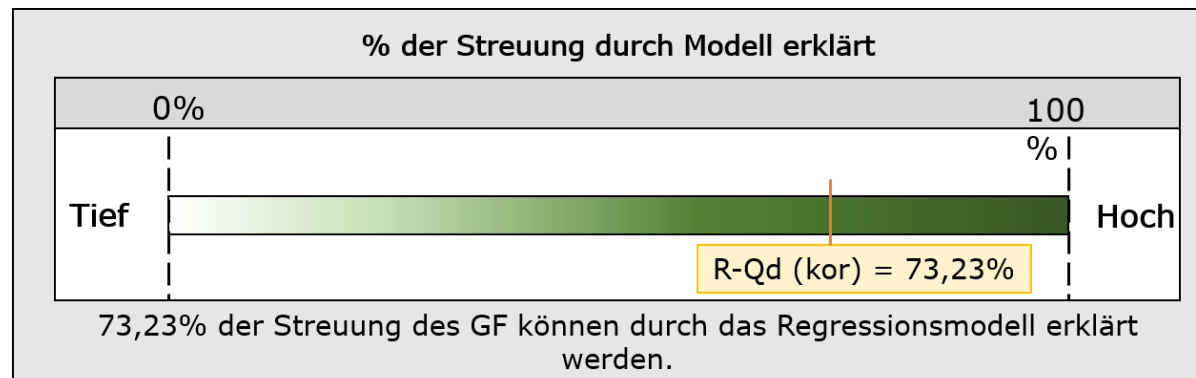 % der Streuung durch Modell erklärt
0%
100
%
Tief
Hoch
R-Qd (kor) = 73,23%
73,23% der Streuung des GF können durch das Regressionsmodell erklärt
werden.